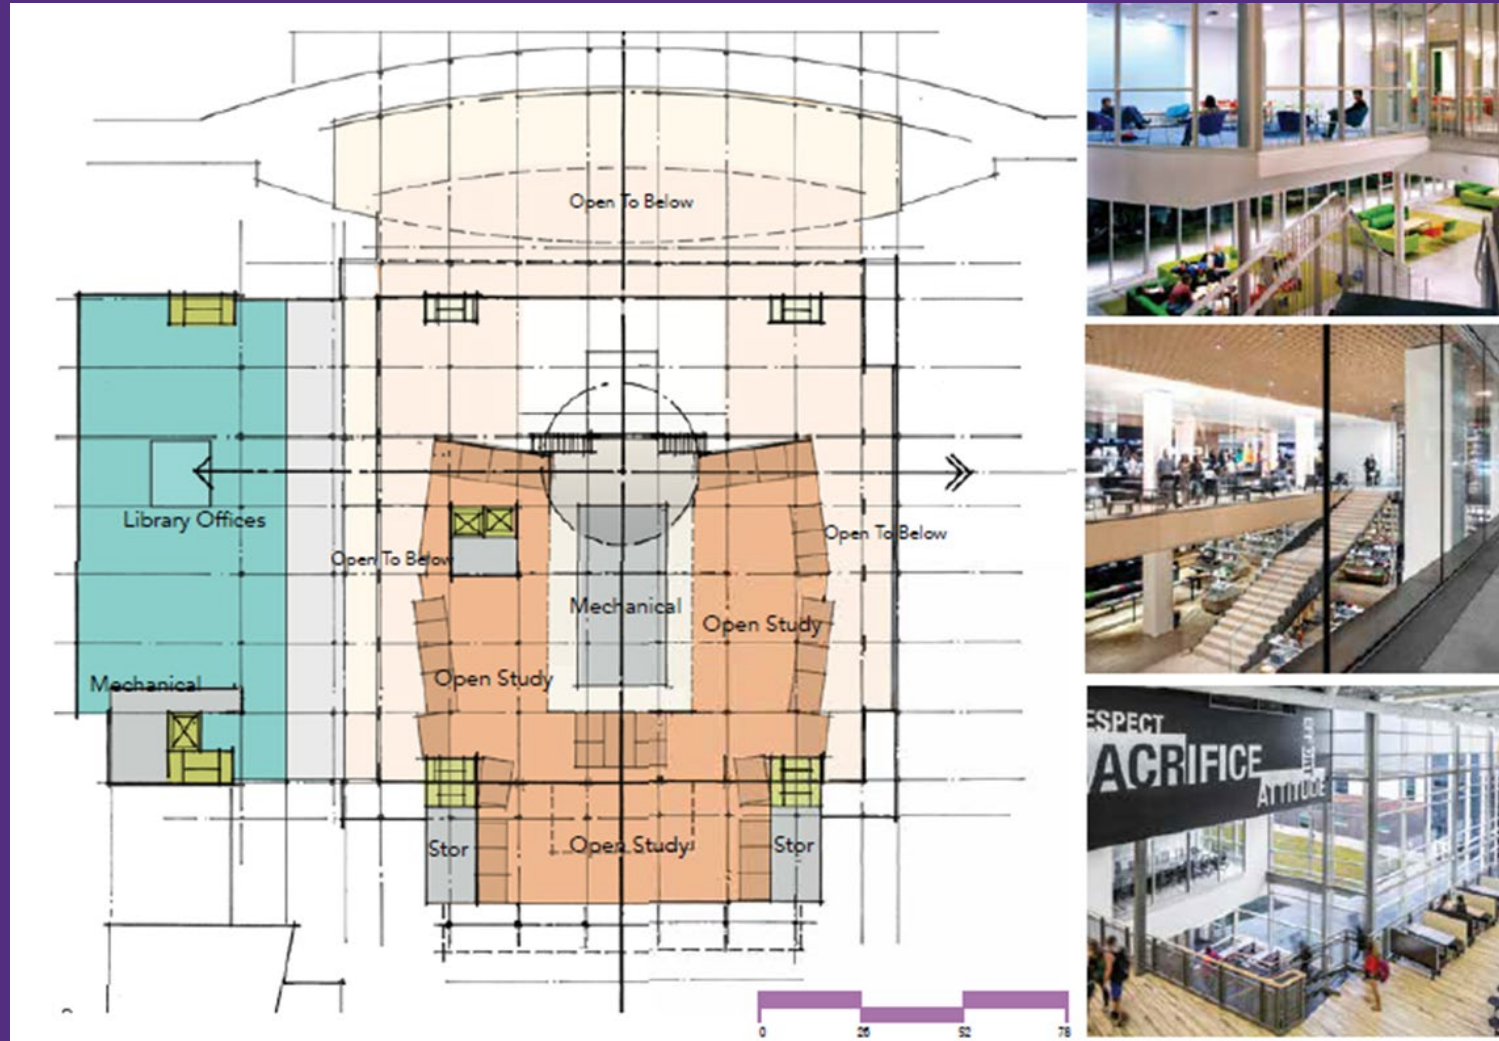 Open To Below
Library Offices
Open To Below
Open To Below
Mechanical
Open Study
Open Study
Mechanical
Stor
Open Study
Stor
0 26 52 78
ESPECT
ACRIFICE
ATTITUDE